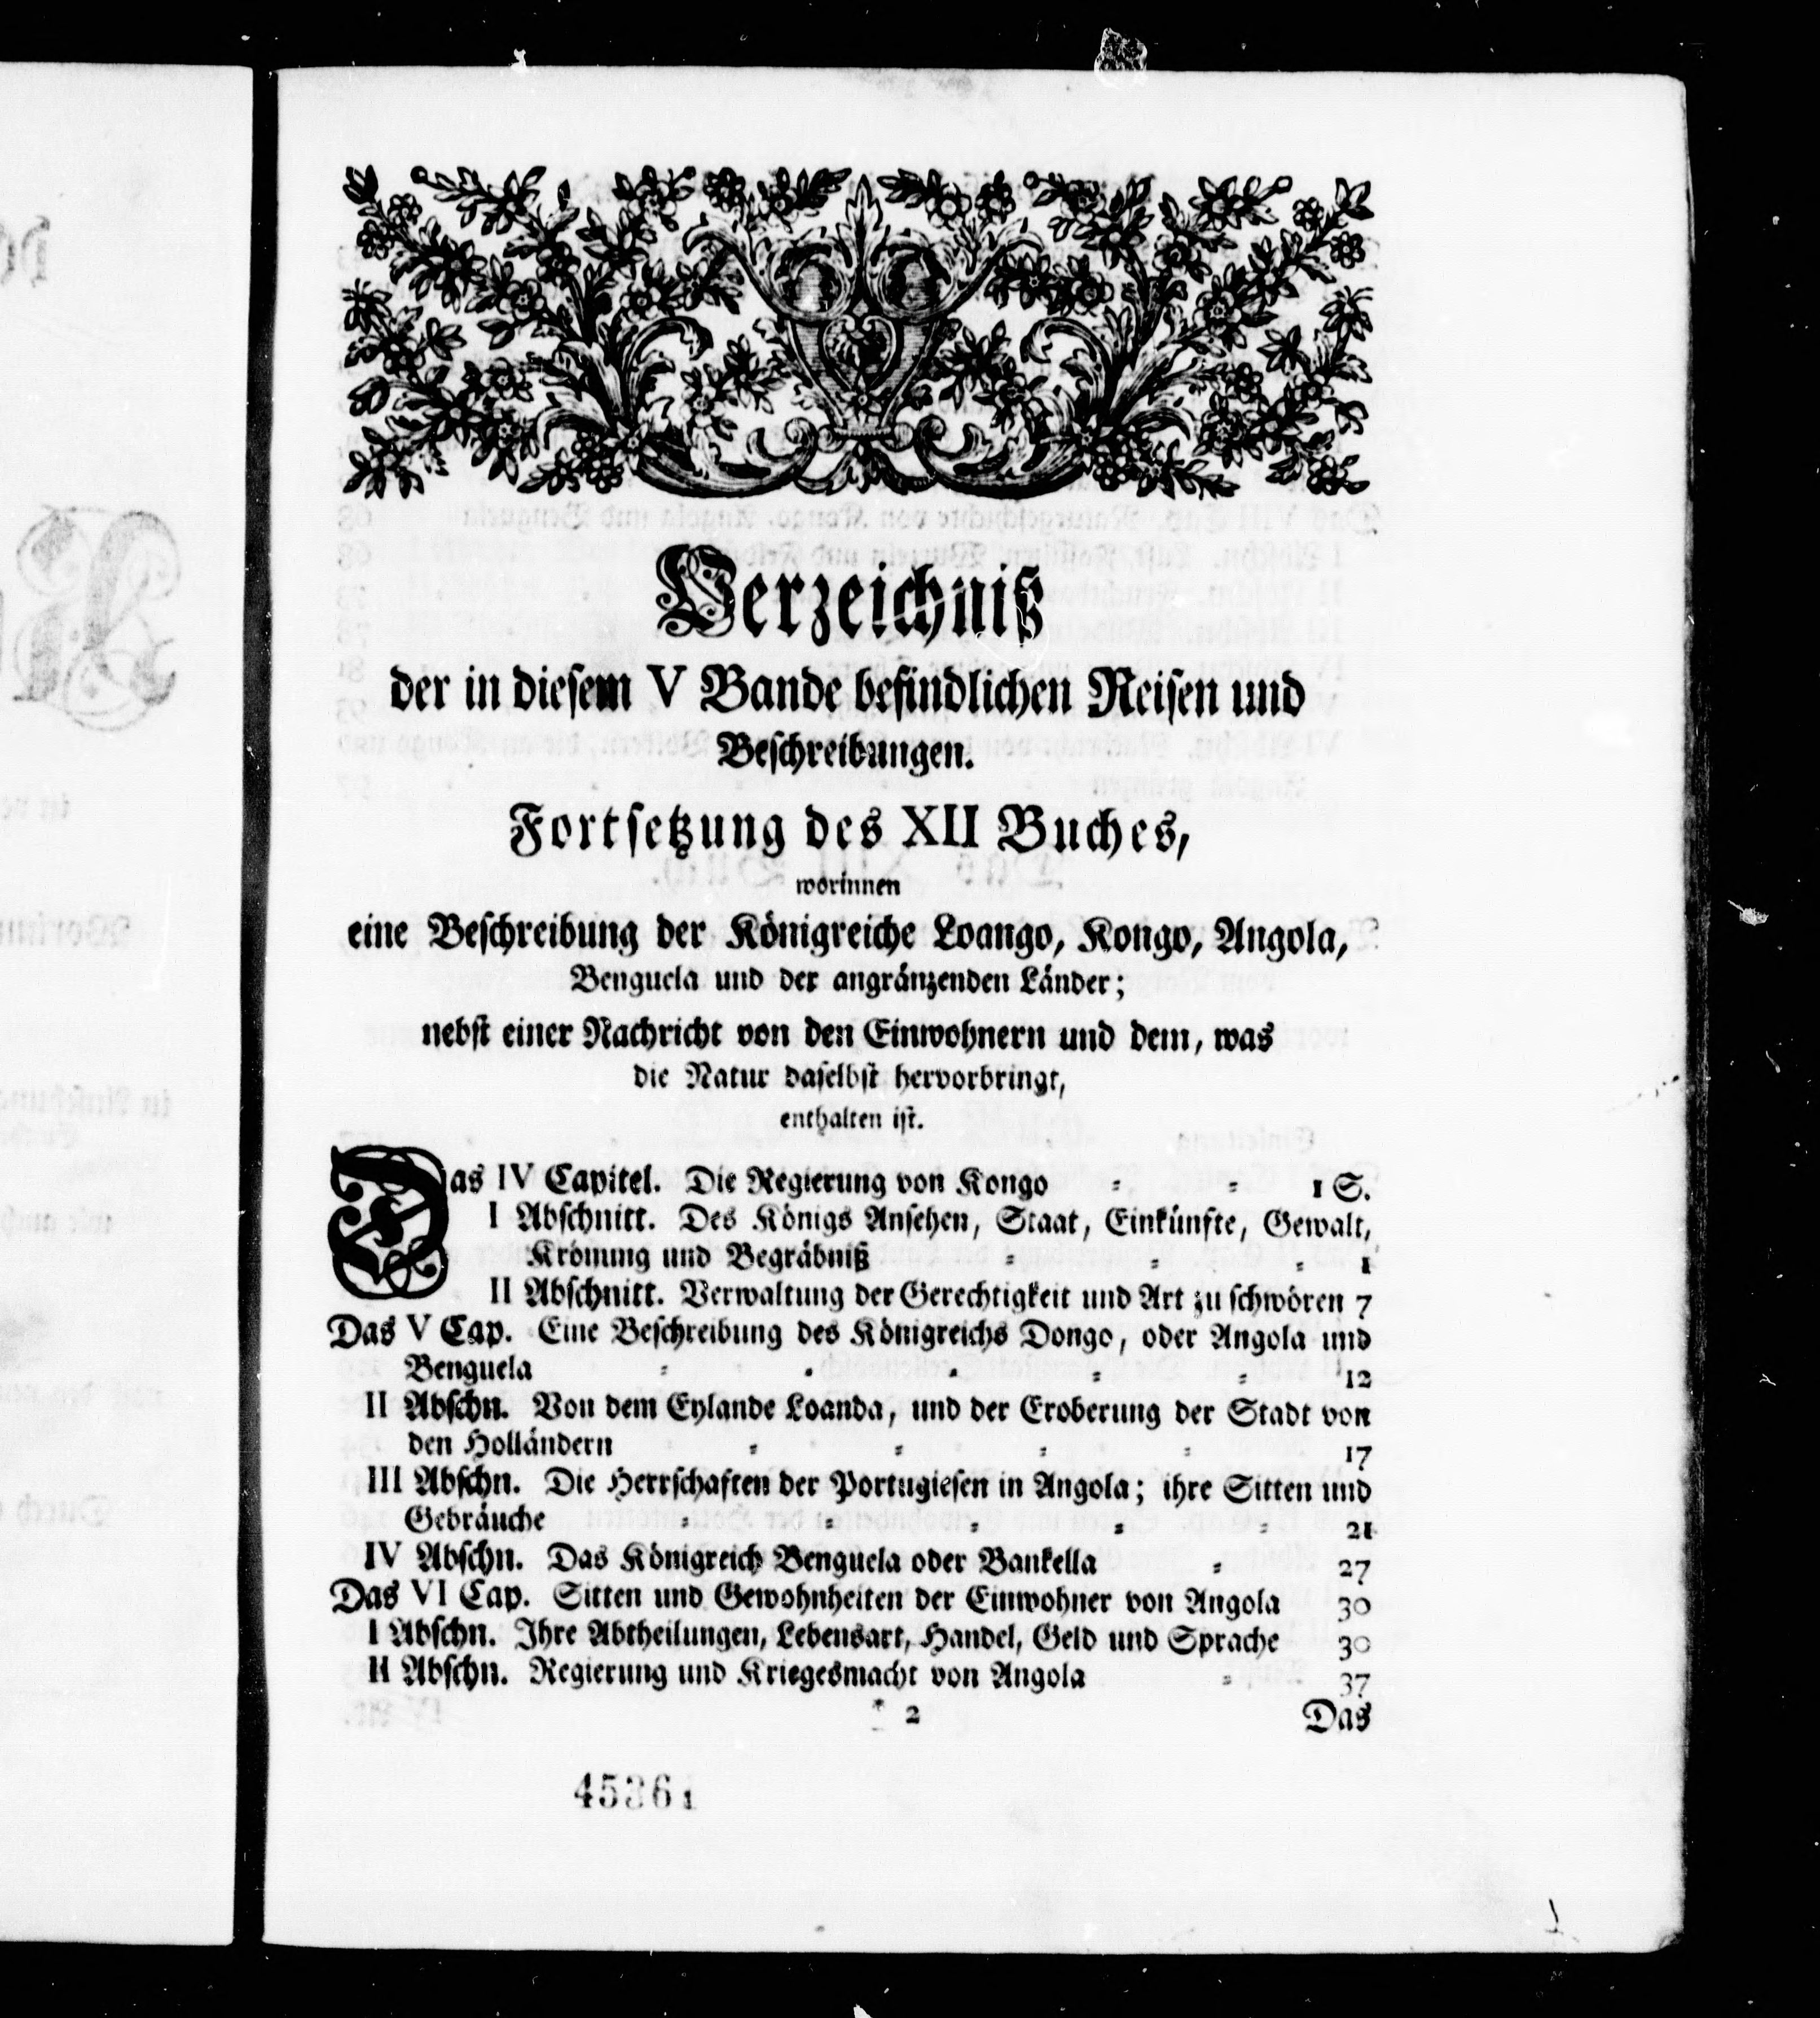 Verzeichniß
der in diesem V Bande befindlichen Reisen und
Beschreibungen.
Fortsetzung des XII Buches,
worinnen
eine Beschreibung der Königreiche Loango, Kongo, Angola,
Benguela und der angränzenden Länder;
nebst einer Nachricht von den Einwohnern und dem, was
die Natur daselbst hervorbringt,
enthalten ist.
Das IV Capitel. Die Regierung von Kongo = = 1 S.
I Abschnitt. Des Königs Ansehen, Staat, Einkünfte, Gewalt,
Krönung und Begräbniß = = = 1
II Abschnitt. Verwaltung der Gerechtigkeit und Art zu schwören 7
Das V Cap. Eine Beschreibung des Königreichs Dongo, oder Angola und
Benguela = = = = = 12
II Abschn. Von dem Eylande Loanda, und der Eroberung der Stadt von
den Holländern = = = = 17
III Abschn. Die Herrschaften der Portugiesen in Angola; ihre Sitten und
Gebräuche = = = = = 21
IV Abschn. Das Königreich Benguela oder Bankella = 27
Das VI Cap. Sitten und Gewohnheiten der Einwohner von Angola 30
I Abschn. Ihre Abtheilungen, Lebensart, Handel, Geld und Sprache 30
II Abschn. Regierung und Kriegesmacht von Angola = 37
* 2 Das
45361